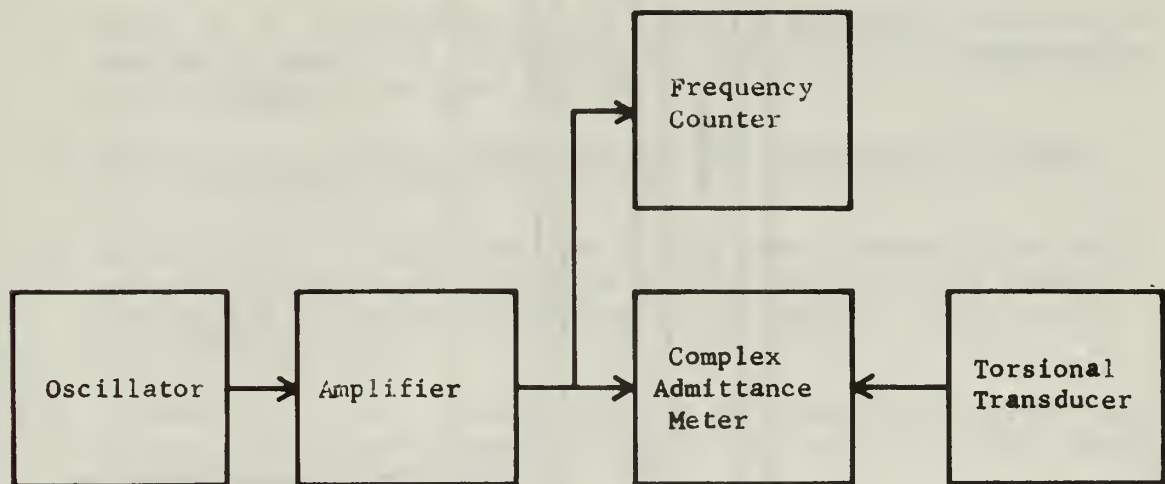 Frequency
Counter
Oscillator
Amplifier
Complex
Admittance
Meter
Torsional
Transducer